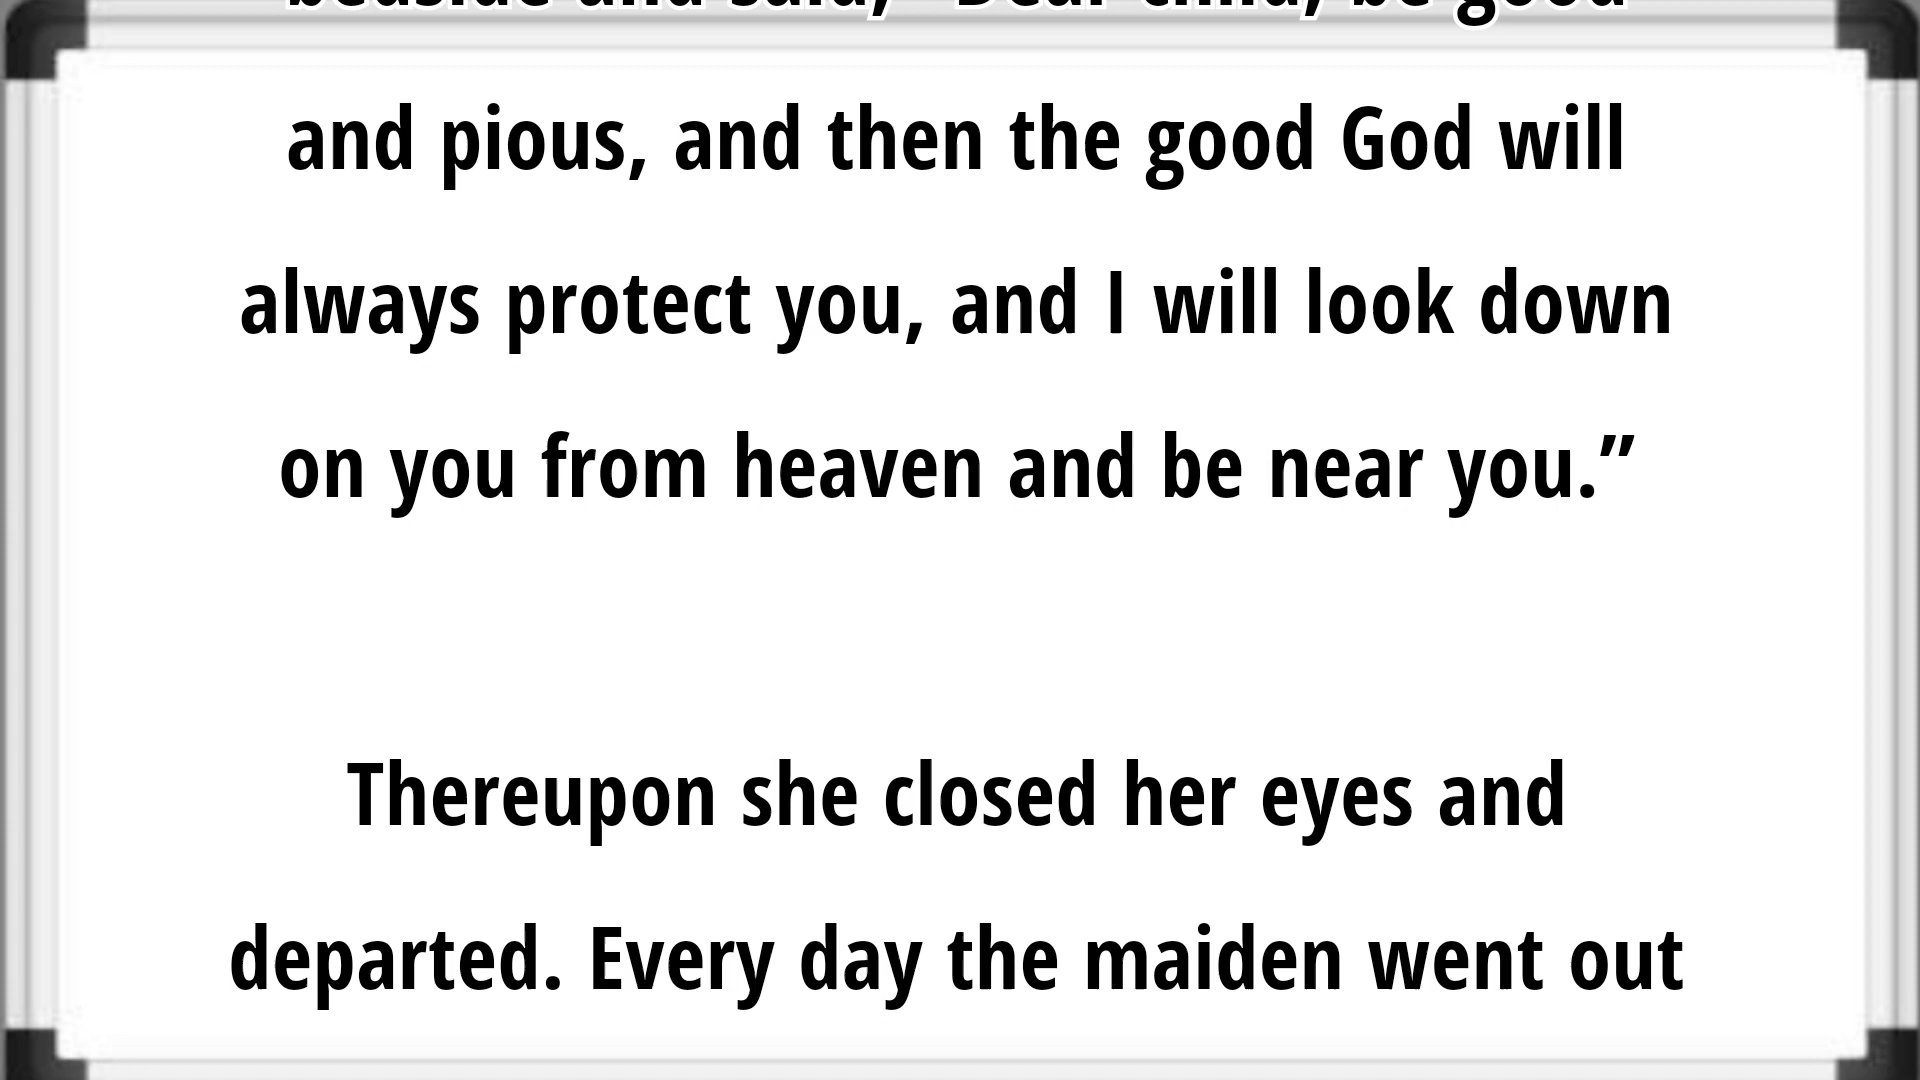 bedside and said, “Dear child, be good
and pious, and then the good God will
always protect you, and I will look down
on you from heaven and be near you.”
Thereupon she closed her eyes and
departed. Every day the maiden went out